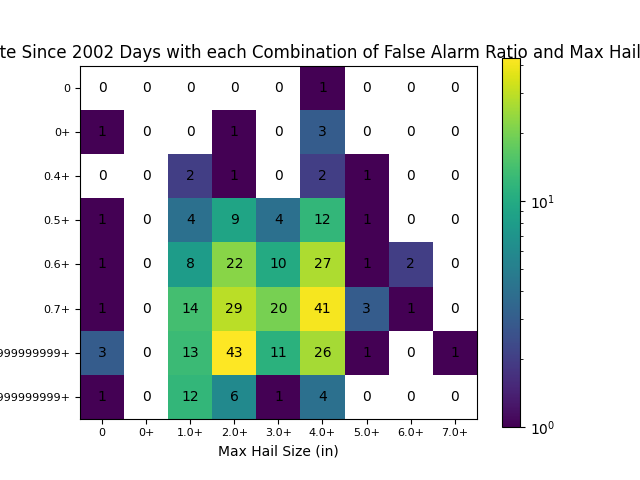 te Since 2002 Days with each Combination of False Alarm Ratio and Max Hail
0 0 0 0 0 0 1 0 0 0
0+ 1 0 0 1 0 3 0 0 0
0.4+ 0 0 2 1 0 2 1 0 0
0.5+ 1 0 4 9 4 12 1 0 0
0.6+ 1 0 8 22 10 27 1 2 0
0.7+ 1 0 14 29 20 41 3 1 0
999999999+ 3 0 13 43 11 26 1 0 1
99999999+ 1 0 12 6 1 4 0 0 0
0 0+ 1.0+ 2.0+ 3.0+ 4.0+ 5.0+ 6.0+ 7.0+
Max Hail Size (in)
10¹
10⁰